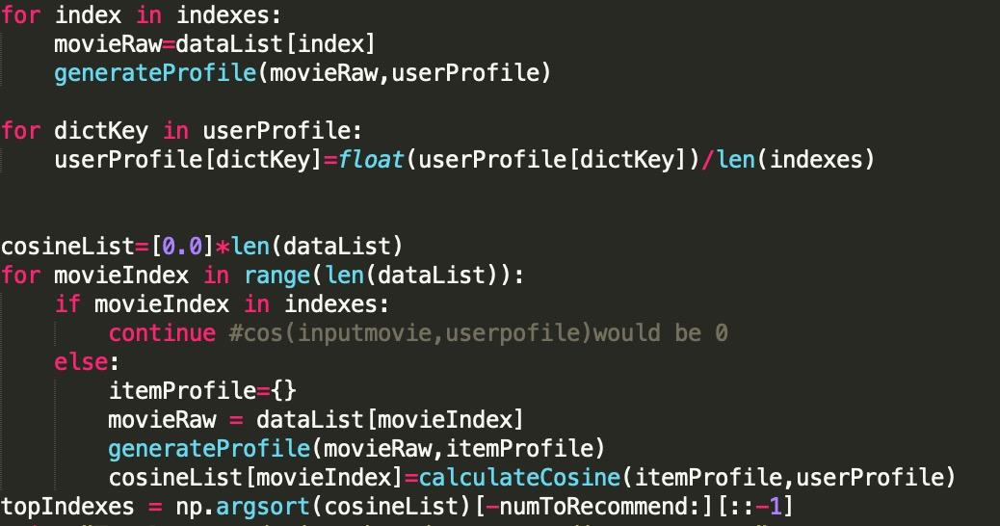 for index in indexes:
    movieRaw=dataList[index]
    generateProfile(movieRaw,userProfile)
for dictKey in userProfile:
    userProfile[dictKey]=float(userProfile[dictKey])/len(indexes)
cosineList=[0.0]*len(dataList)
for movieIndex in range(len(dataList)):
    if movieIndex in indexes:
        continue #cos(inputmovie,userpofile)would be 0
    else:
        itemProfile={}
        movieRaw = dataList[movieIndex]
        generateProfile(movieRaw,itemProfile)
        cosineList[movieIndex]=calculateCosine(itemProfile,userProfile)
topIndexes = np.argsort(cosineList)[-numToRecommend:][::-1]